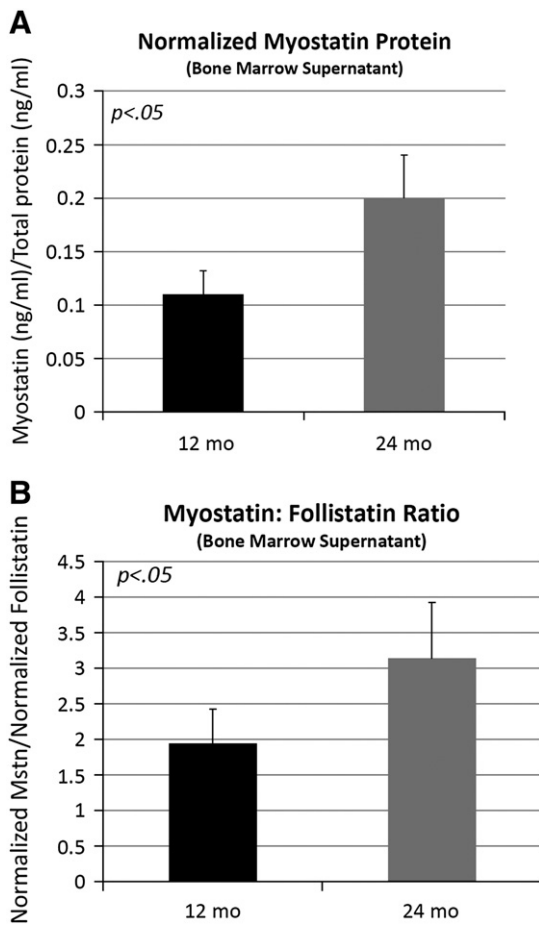 A
Normalized Myostatin Protein
(Bone Marrow Supernatant)
Myostatin (ng/ml)/Total protein (ng/ml)
p<.05
0.3
0.25
0.2
0.15
0.1
0.05
0
12 mo
24 mo
B
Myostatin: Follistatin Ratio
(Bone Marrow Supernatant)
Normalized Mstn/Normalized Follistatin
p<.05
4.5
4
3.5
3
2.5
2
1.5
1
0.5
0
12 mo
24 mo